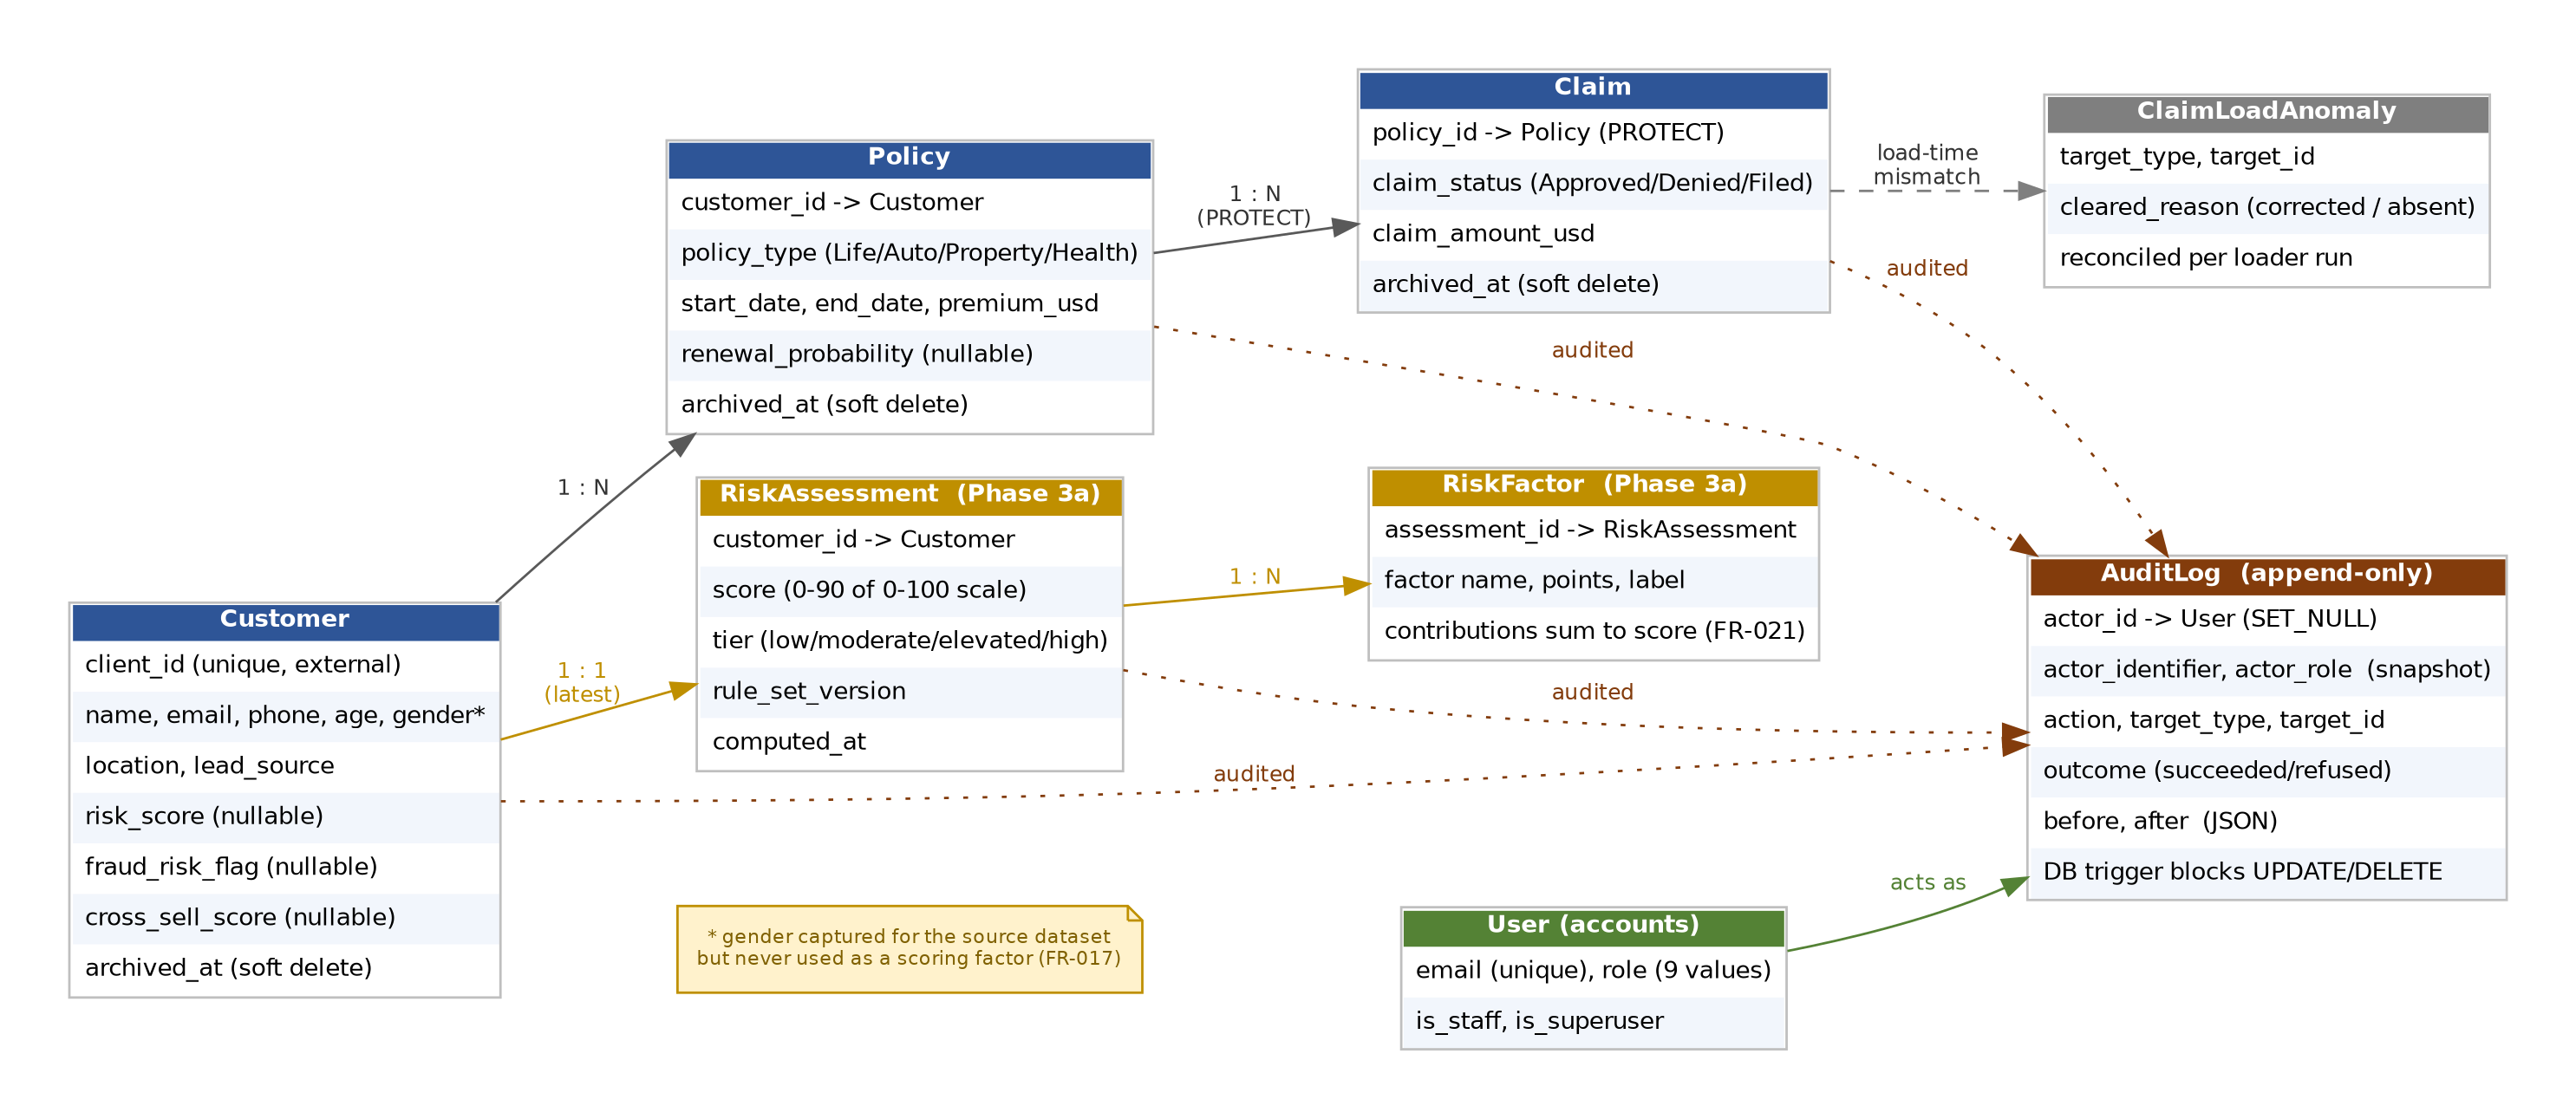 Claim
policy_id -> Policy (PROTECT)
claim_status (Approved/Denied/Filed)
claim_amount_usd
archived_at (soft delete)
ClaimLoadAnomaly
target_type, target_id
cleared_reason (corrected / absent)
reconciled per loader run
load-time
mismatch
Policy
customer_id -> Customer
policy_type (Life/Auto/Property/Health)
start_date, end_date, premium_usd
renewal_probability (nullable)
archived_at (soft delete)
1 : N
(PROTECT)
audited
audited
1 : N
RiskAssessment (Phase 3a)
customer_id -> Customer
score (0-90 of 0-100 scale)
tier (low/moderate/elevated/high)
rule_set_version
computed_at
1 : N
RiskFactor (Phase 3a)
assessment_id -> RiskAssessment
factor name, points, label
contributions sum to score (FR-021)
AuditLog (append-only)
actor_id -> User (SET_NULL)
actor_identifier, actor_role (snapshot)
action, target_type, target_id
outcome (succeeded/refused)
before, after (JSON)
DB trigger blocks UPDATE/DELETE
Customer
client_id (unique, external)
name, email, phone, age, gender*
location, lead_source
risk_score (nullable)
fraud_risk_flag (nullable)
cross_sell_score (nullable)
archived_at (soft delete)
1 : 1
(latest)
audited
audited
acts as
* gender captured for the source dataset
but never used as a scoring factor (FR-017)
User (accounts)
email (unique), role (9 values)
is_staff, is_superuser